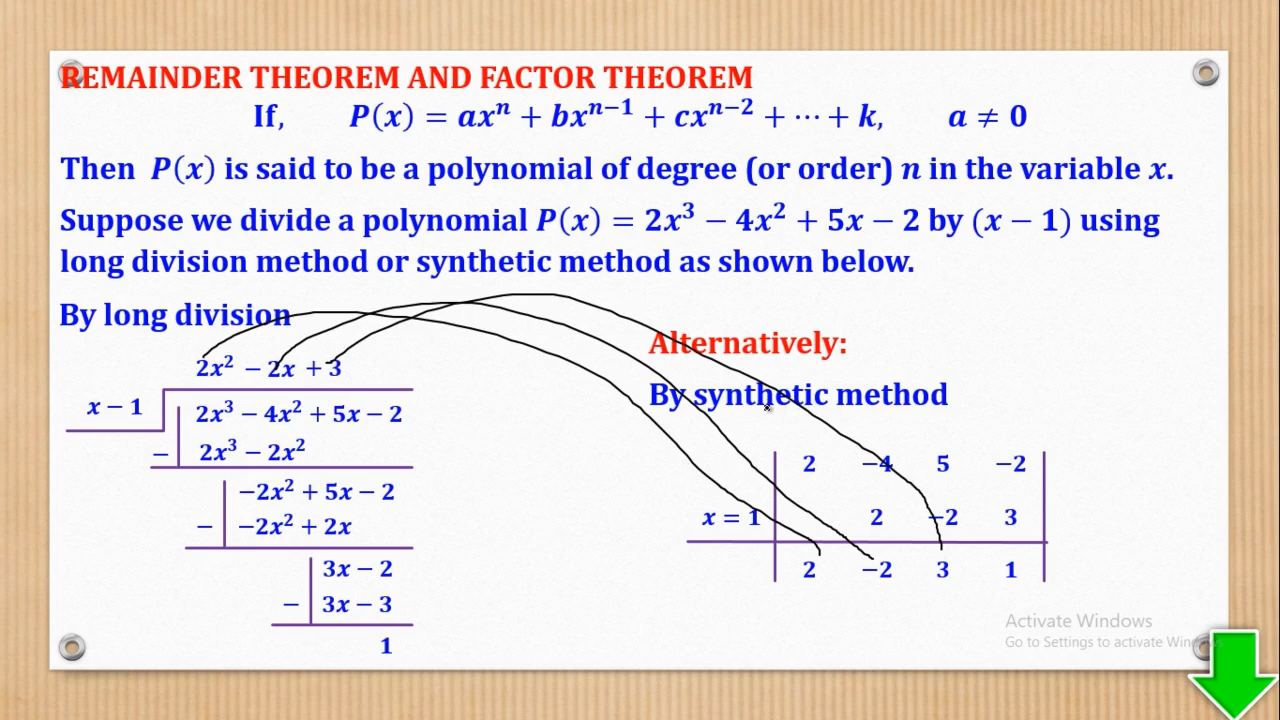 REMAINDER THEOREM AND FACTOR THEOREM
If, P(x) = axⁿ + bxⁿ⁻¹ + cxⁿ⁻² + ⋯ + k, a ≠ 0
Then P(x) is said to be a polynomial of degree (or order) n in the variable x.
Suppose we divide a polynomial P(x) = 2x³ − 4x² + 5x − 2 by (x − 1) using
long division method or synthetic method as shown below.
By long division
2x² − 2x + 3
x − 1
2x³ − 4x² + 5x − 2
− 2x³ − 2x²
−2x² + 5x − 2
− −2x² + 2x
3x − 2
− 3x − 3
1
Alternatively:
By synthetic method
2 −4 5 −2
x = 1 2 −2 3
2 −2 3 1
Activate Windows
Go to Settings to activate Windows